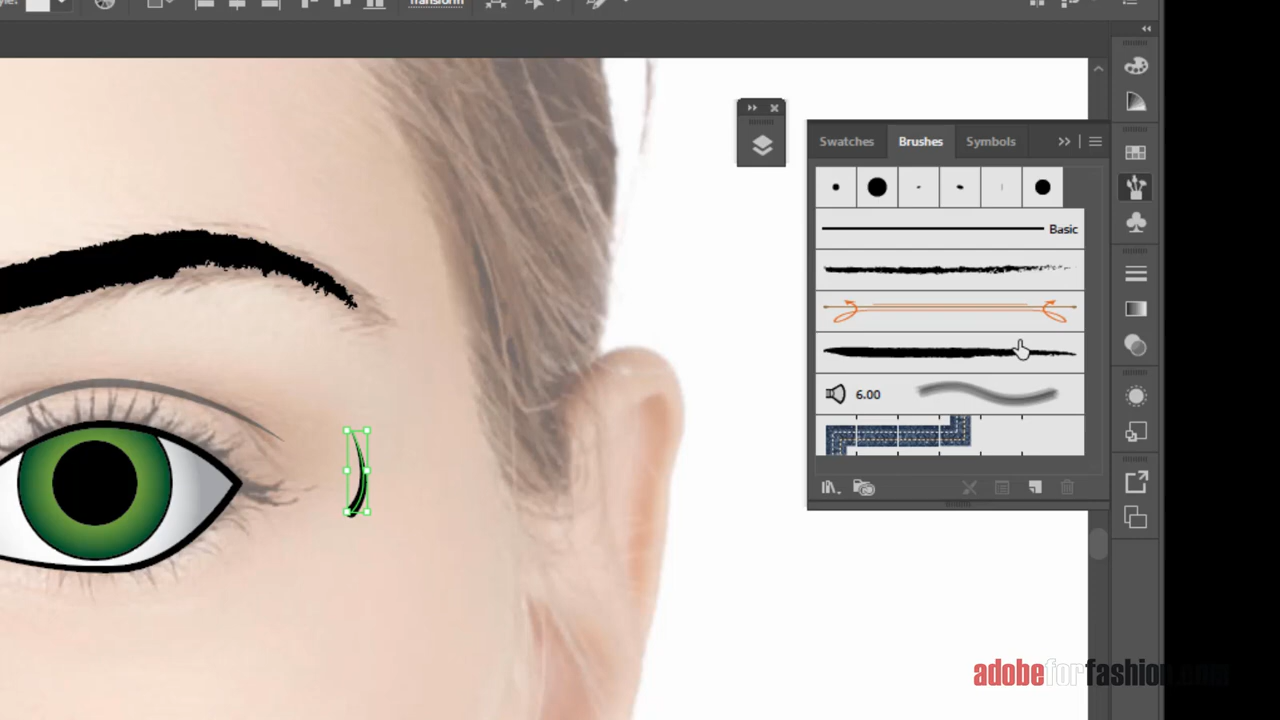 Transform
Swatches Brushes Symbols
Basic
6.00
adobeforfashion.com